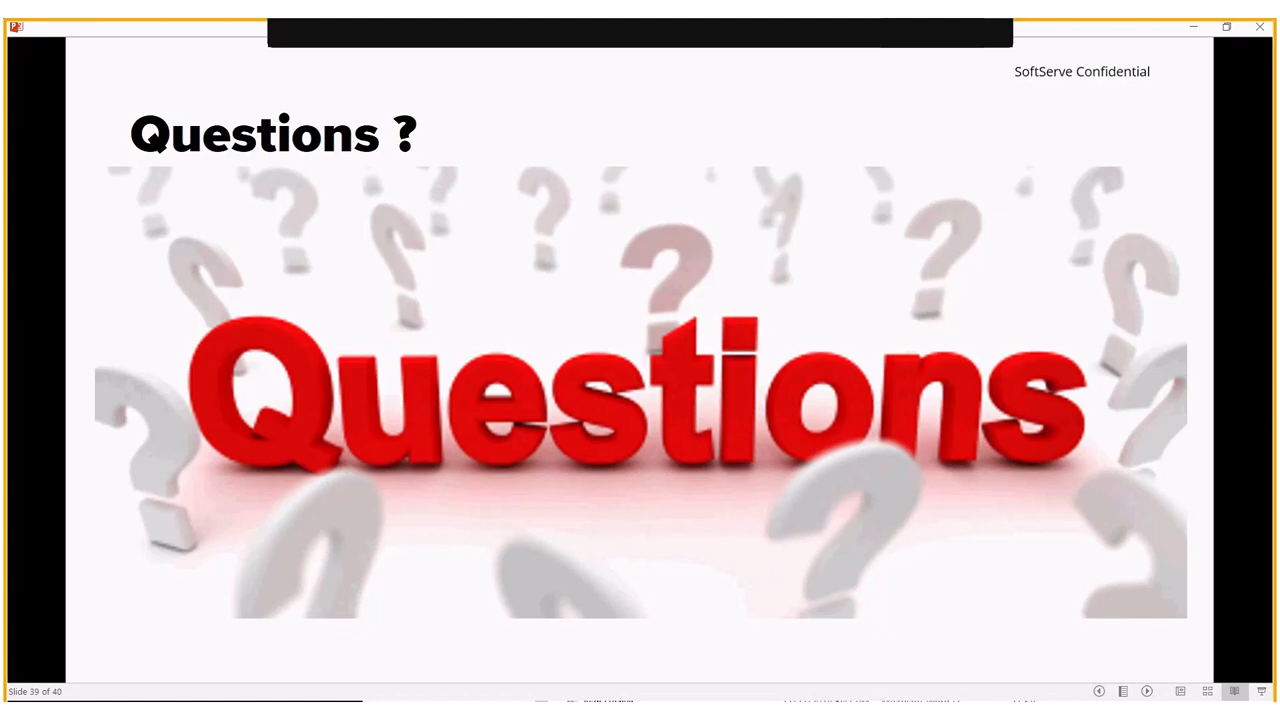 SoftServe Confidential
Questions ?
Questions
Slide 39 of 40